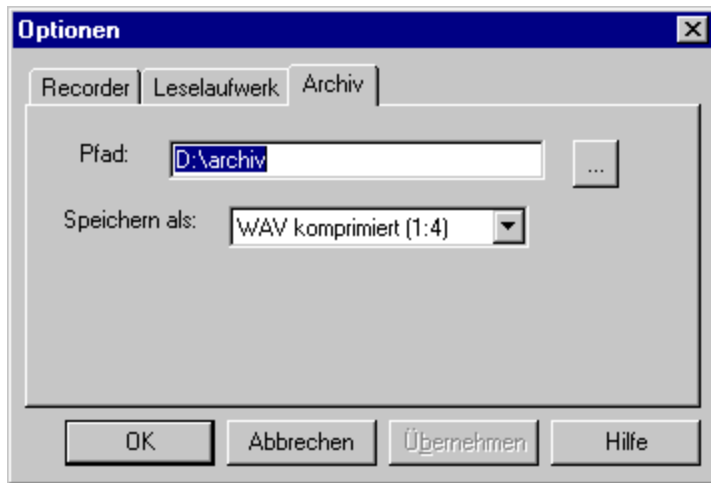 Optionen
Recorder Leselaufwerk Archiv
Pfad: D:\archiv ...
Speichern als: WAV komprimiert (1:4)
OK Abbrechen Übernehmen Hilfe